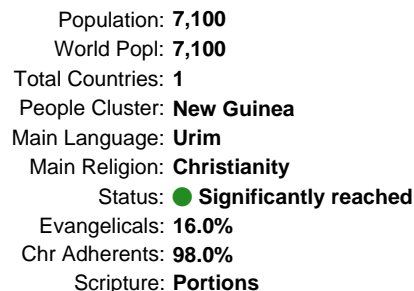 Population: 7,100
World Popl: 7,100
Total Countries: 1
People Cluster: New Guinea
Main Language: Urim
Main Religion: Christianity
Status: Significantly reached
Evangelicals: 16.0%
Chr Adherents: 98.0%
Scripture: Portions